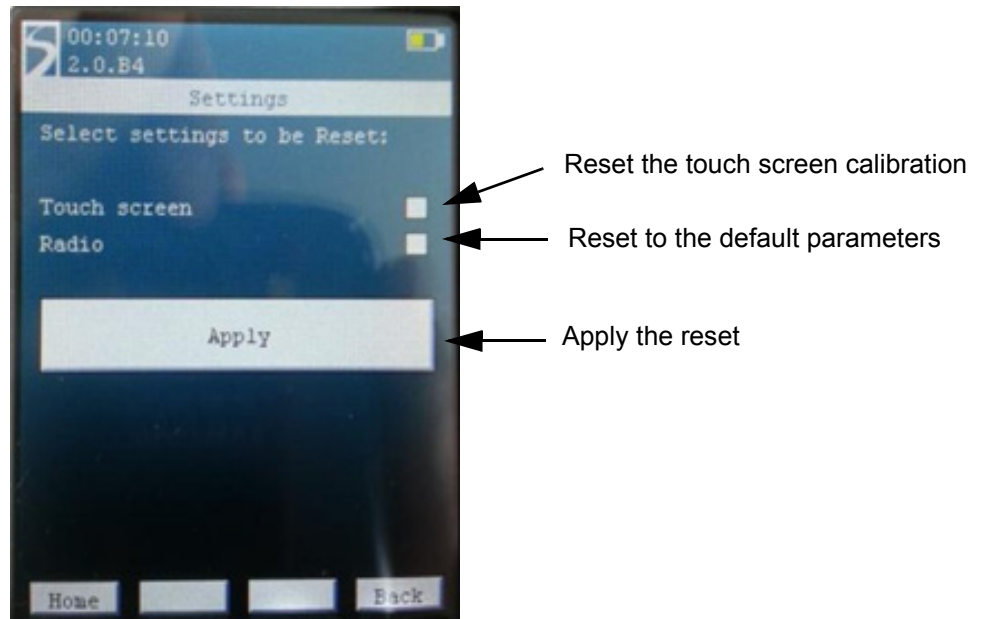 00:07:10
2.0.B4
Settings
Select settings to be Reset:
Reset the touch screen calibration
Touch screen
Radio
Reset to the default parameters
Apply
Apply the reset
Home
Back